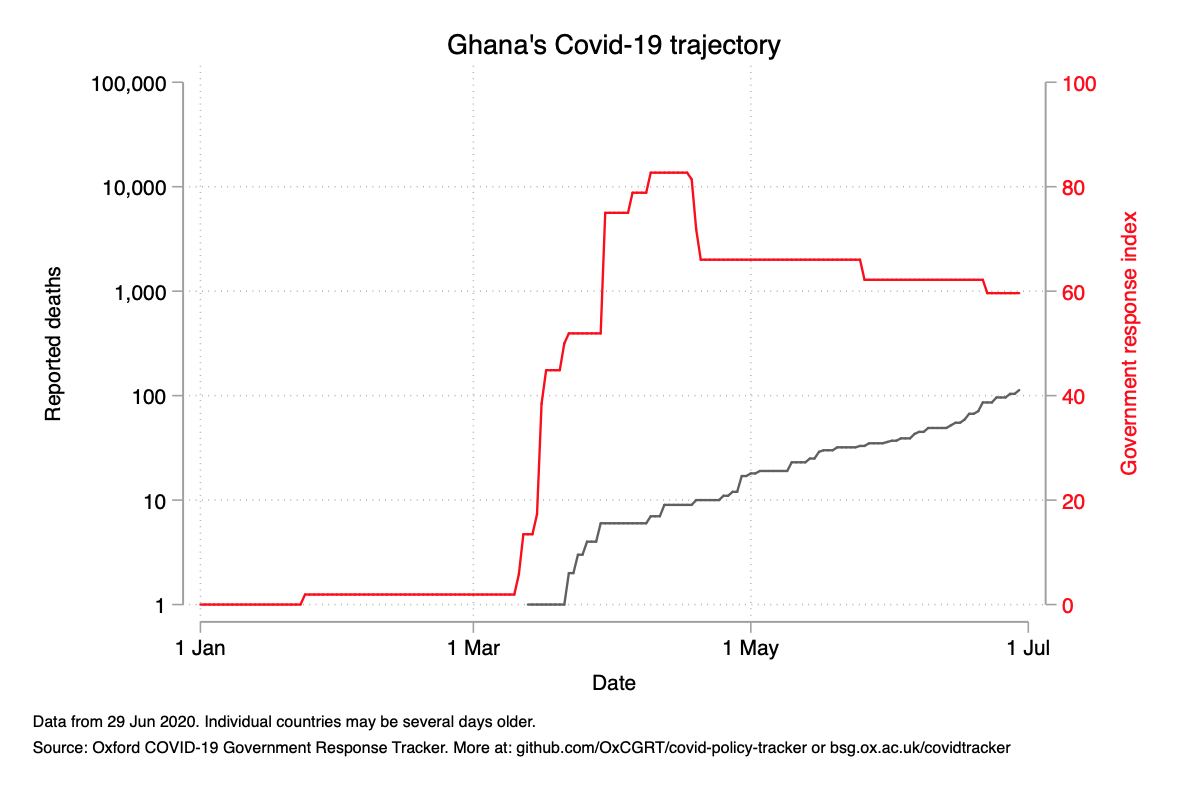 Ghana's Covid-19 trajectory
100,000
10,000
1,000
100
10
1
Reported deaths
100
80
60
40
20
0
Government response index
1 Jan
1 Mar
1 May
1 Jul
Date
Data from 29 Jun 2020. Individual countries may be several days older.
Source: Oxford COVID-19 Government Response Tracker. More at: github.com/OxCGRT/covid-policy-tracker or bsg.ox.ac.uk/covidtracker